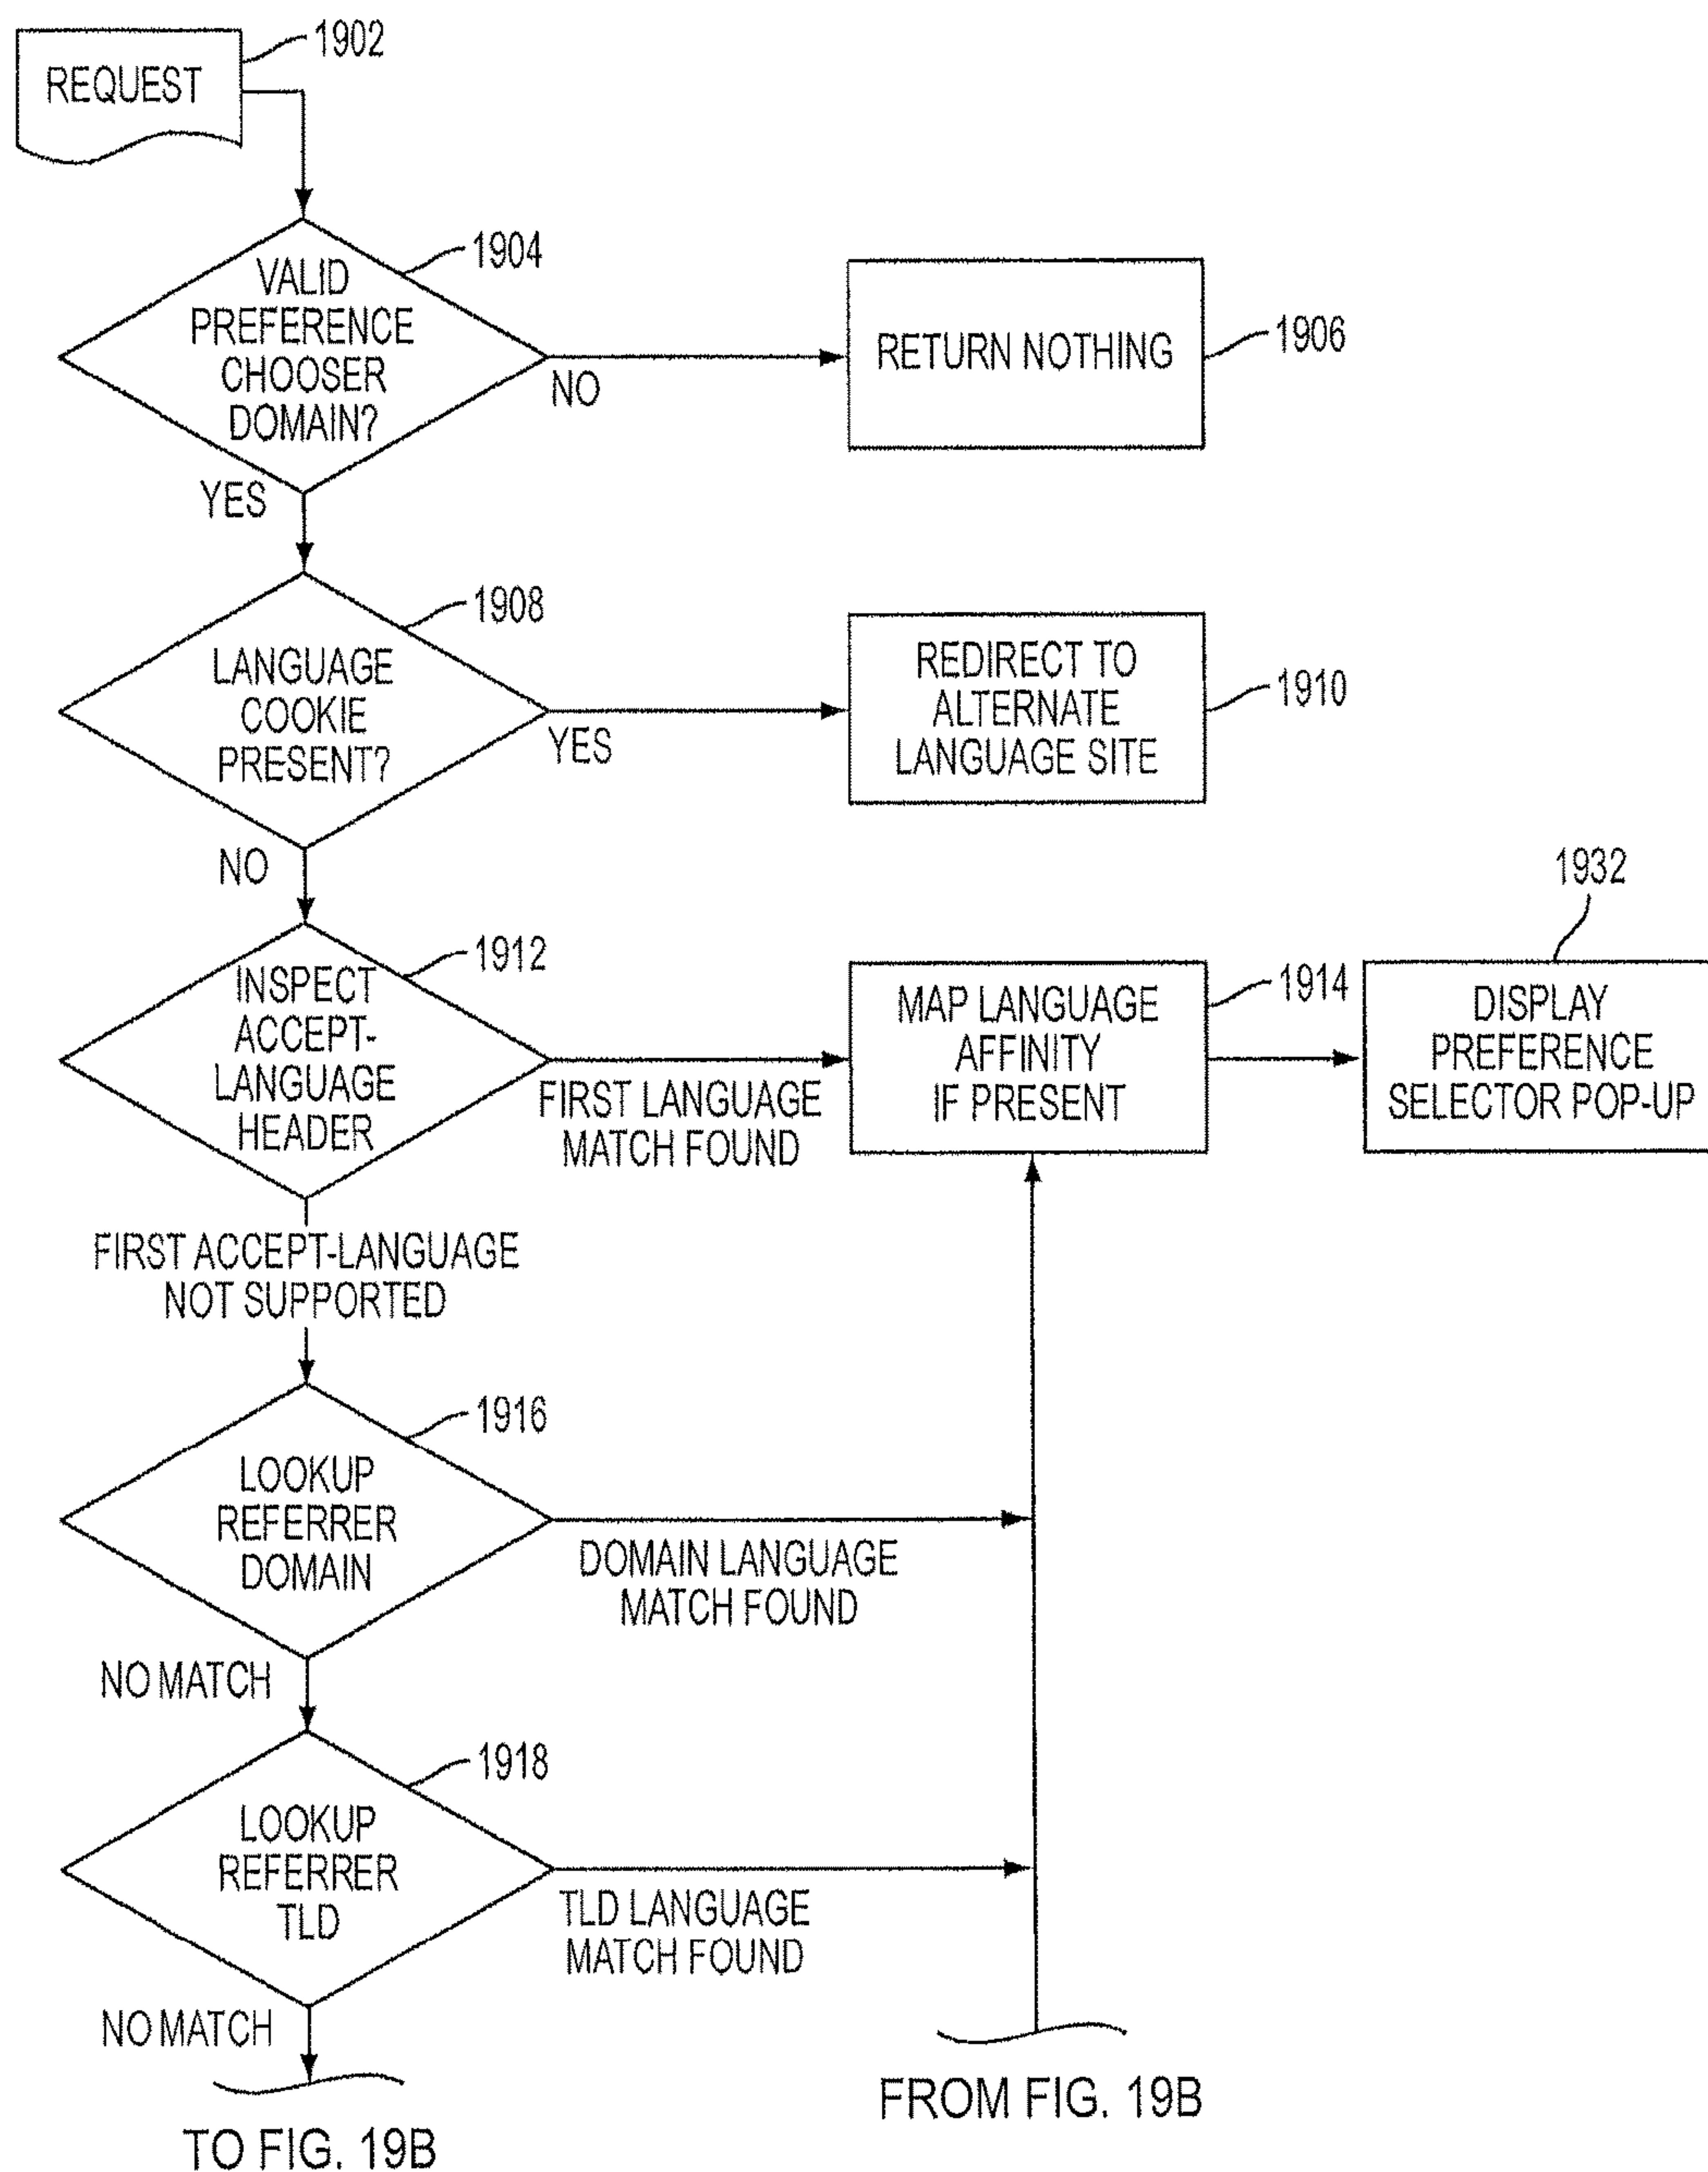 1902
REQUEST
1904
VALID
PREFERENCE
CHOOSER
DOMAIN?
NO
YES
RETURN NOTHING
1906
1908
LANGUAGE
COOKIE
PRESENT?
YES
NO
REDIRECT TO
ALTERNATE
LANGUAGE SITE
1910
1912
INSPECT
ACCEPT-
LANGUAGE
HEADER
FIRST LANGUAGE
MATCH FOUND
MAP LANGUAGE
AFFINITY
IF PRESENT
1914
1932
DISPLAY
PREFERENCE
SELECTOR POP-UP
FIRST ACCEPT-LANGUAGE
NOT SUPPORTED
1916
LOOKUP
REFERRER
DOMAIN
DOMAIN LANGUAGE
MATCH FOUND
NO MATCH
1918
LOOKUP
REFERRER
TLD
TLD LANGUAGE
MATCH FOUND
NO MATCH
TO FIG. 19B
FROM FIG. 19B